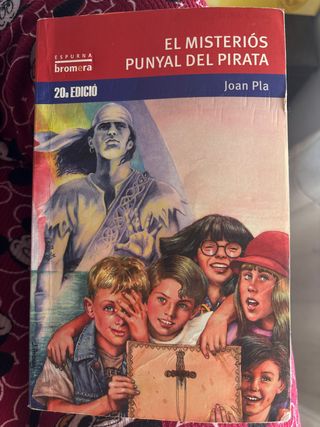 ESPURNA
bromera
EL MISTERIÓS
PUNYAL DEL PIRATA
20a EDICIÓ
Joan Pla